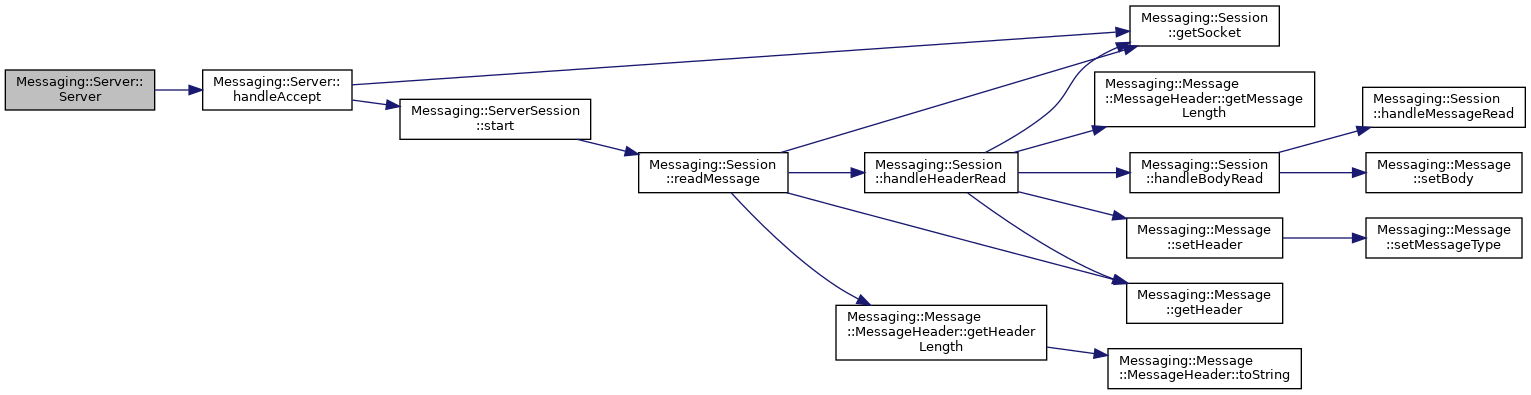 Messaging::Server::
Server
Messaging::Server::
handleAccept
Messaging::ServerSession
::start
Messaging::Session
::readMessage
Messaging::Session
::handleHeaderRead
Messaging::Message
::MessageHeader::getHeader
Length
Messaging::Session
::getSocket
Messaging::Message
::MessageHeader::getMessage
Length
Messaging::Session
::handleBodyRead
Messaging::Message
::setHeader
Messaging::Message
::getHeader
Messaging::Message
::MessageHeader::toString
Messaging::Session
::handleMessageRead
Messaging::Message
::setBody
Messaging::Message
::setMessageType